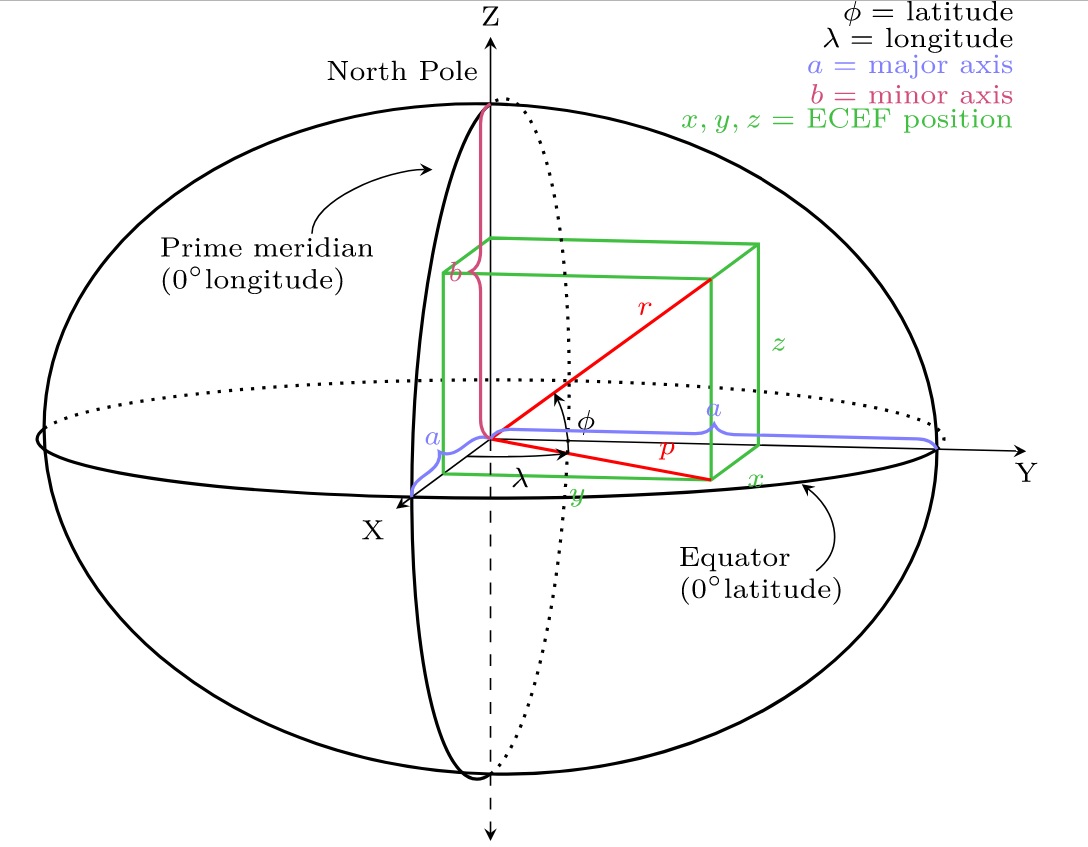 Z
ϕ = latitude
λ = longitude
a = major axis
b = minor axis
x, y, z = ECEF position
North Pole
Prime meridian
(0°longitude)
b
r
z
a
a
ϕ
p
λ
x
y
Y
X
Equator
(0°latitude)